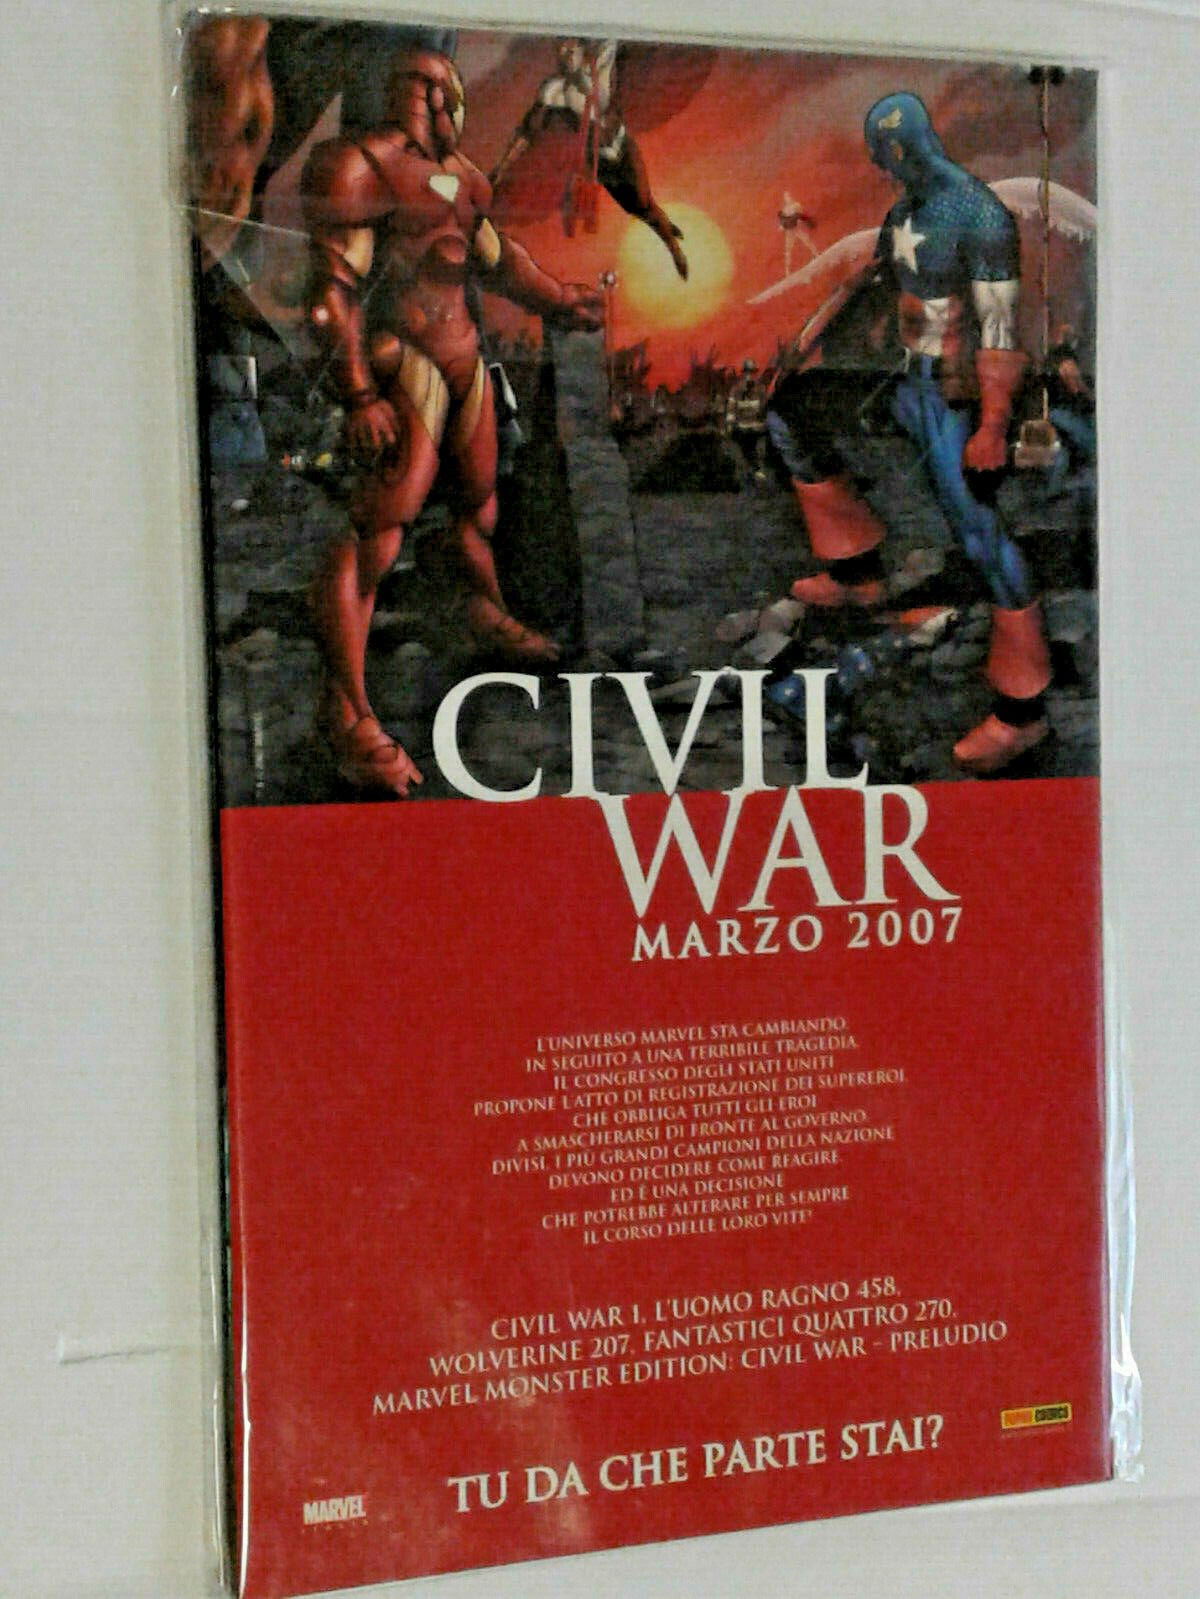 CIVIL
WAR
MARZO 2007
L'UNIVERSO MARVEL STA CAMBIANDO.
IN SEGUITO A UNA TERRIBILE TRAGEDIA,
IL CONGRESSO DEGLI STATI UNITI
PROPONE L'ATTO DI REGISTRAZIONE DEI SUPEREROI,
CHE OBBLIGA TUTTI GLI EROI
A SMASCHERARSI DI FRONTE AL GOVERNO.
DIVISI, I PIÙ GRANDI CAMPIONI DELLA NAZIONE
DEVONO DECIDERE COME REAGIRE.
ED È UNA DECISIONE
CHE POTREBBE ALTERARE PER SEMPRE
IL CORSO DELLE LORO VITE!
CIVIL WAR 1, L'UOMO RAGNO 458,
WOLVERINE 207, FANTASTICI QUATTRO 270,
MARVEL MONSTER EDITION: CIVIL WAR - PRELUDIO
PANINI COMICS
TU DA CHE PARTE STAI?
MARVEL
ITALIA